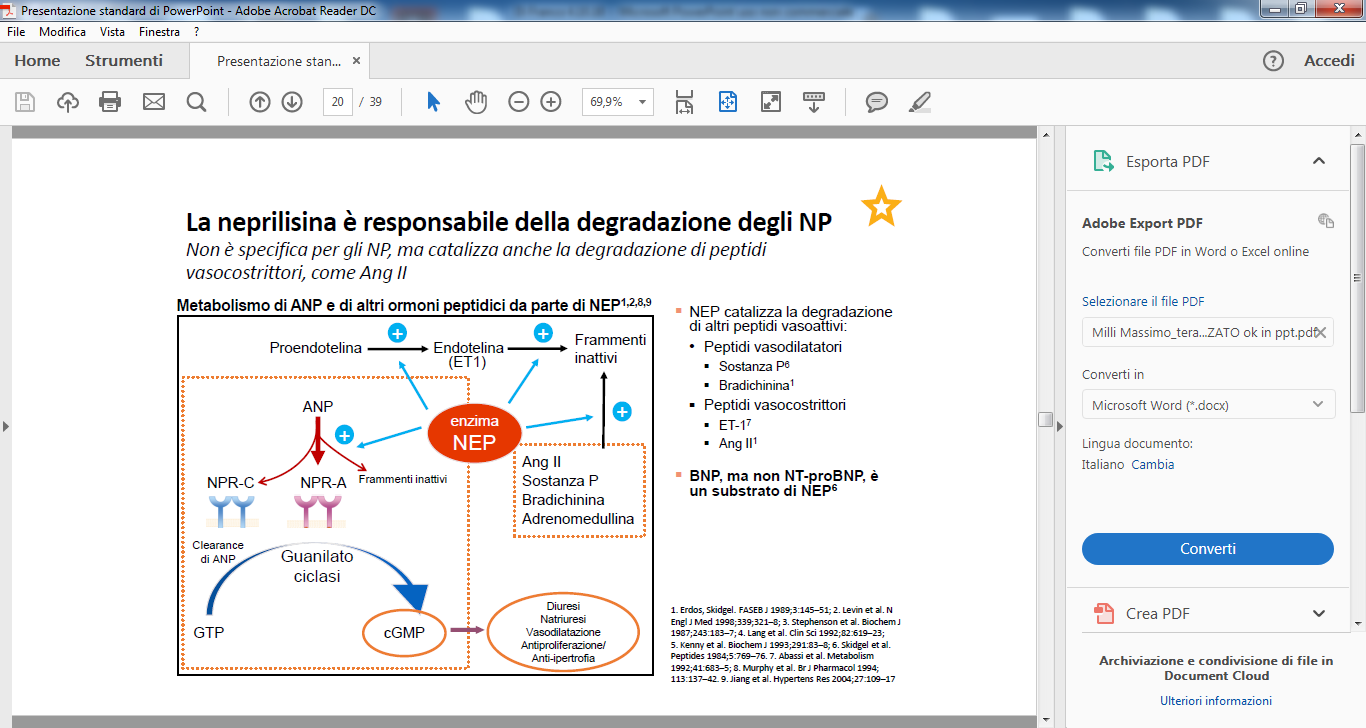 Presentazione standard di PowerPoint - Adobe Acrobat Reader DC
File Modifica Vista Finestra ?
Home Strumenti Presentazione stan... × ? Accedi
20 / 39 69,9%
La neprilisina è responsabile della degradazione degli NP
Non è specifica per gli NP, ma catalizza anche la degradazione di peptidi
vasocostrittori, come Ang II
Metabolismo di ANP e di altri ormoni peptidici da parte di NEP1,2,8,9
+ +
Proendotelina Endotelina
(ET1)
Frammenti
inattivi
ANP
+
enzima
NEP
+
NPR-C NPR-A Frammenti inattivi
Ang II
Sostanza P
Bradichinina
Adrenomedullina
Clearance
di ANP
Guanilato
ciclasi
GTP
cGMP
Diuresi
Natriuresi
Vasodilatazione
Antiproliferazione/
Anti-ipertrofia
▪ NEP catalizza la degradazione
di altri peptidi vasoattivi:
• Peptidi vasodilatatori
▪ Sostanza P6
▪ Bradichinina1
▪ Peptidi vasocostrittori
▪ ET-17
▪ Ang II1
▪ BNP, ma non NT-proBNP, è
un substrato di NEP6
1. Erdos, Skidgel. FASEB J 1989;3:145–51; 2. Levin et al. N
Engl J Med 1998;339;321–8; 3. Stephenson et al. Biochem J
1987;243:183–7; 4. Lang et al. Clin Sci 1992;82:619–23;
5. Kenny et al. Biochem J 1993;291:83–8; 6. Skidgel et al.
Peptides 1984;5:769–76. 7. Abassi et al. Metabolism
1992;41:683–5; 8. Murphy et al. Br J Pharmacol 1994;
113:137–42. 9. Jiang et al. Hypertens Res 2004;27:109–17
Esporta PDF
Adobe Export PDF
Converti file PDF in Word o Excel online
Selezionare il file PDF
Milli Massimo_tera...ZATO ok in ppt.pdf
Converti in
Microsoft Word (*.docx)
Lingua documento:
Italiano Cambia
Converti
Crea PDF
Archiviazione e condivisione di file in
Document Cloud
Ulteriori informazioni